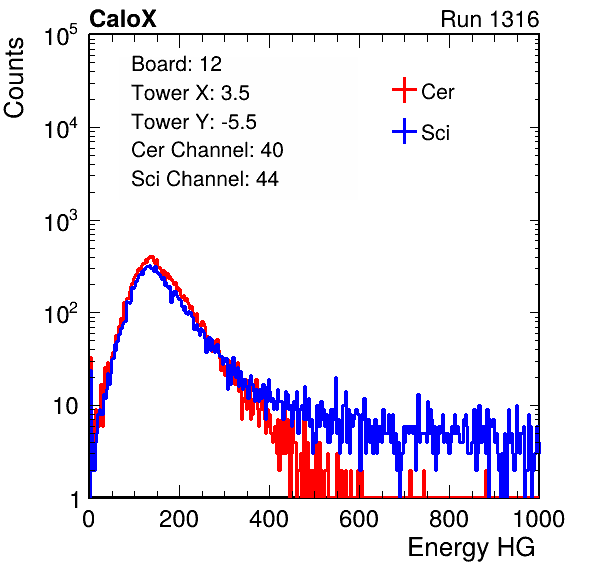 CaloX Run 1316
Counts
10^5
10^4
10^3
10^2
10
1
Board: 12
Tower X: 3.5
Tower Y: -5.5
Cer Channel: 40
Sci Channel: 44
Cer
Sci
0 200 400 600 800 1000
Energy HG